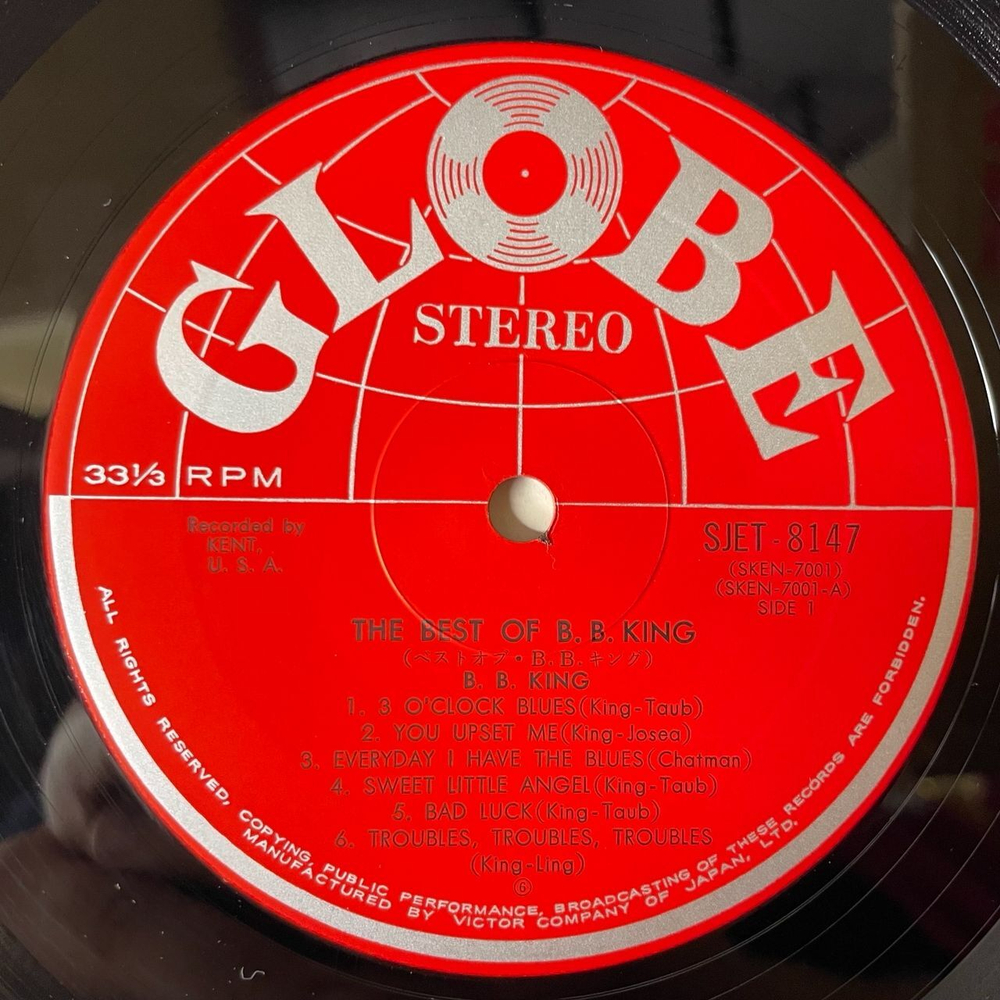 GLOBE
STEREO
33⅓ RPM
Recorded by
KENT,
U. S. A.
SJET-8147
(SKEN-7001)
(SKEN-7001-A)
SIDE 1
THE BEST OF B. B. KING
(ベストオブ・B. B. キング)
B. B. KING
1. 3 O'CLOCK BLUES(King-Taub)
2. YOU UPSET ME(King-Josea)
3. EVERYDAY I HAVE THE BLUES(Chatman)
4. SWEET LITTLE ANGEL(King-Taub)
5. BAD LUCK(King-Taub)
6. TROUBLES, TROUBLES, TROUBLES
(King-Ling)
Ⓡ
ALL RIGHTS RESERVED, COPYING, PUBLIC PERFORMANCE, BROADCASTING OF THESE RECORDS ARE FORBIDDEN.
MANUFACTURED BY VICTOR COMPANY OF JAPAN, LTD.